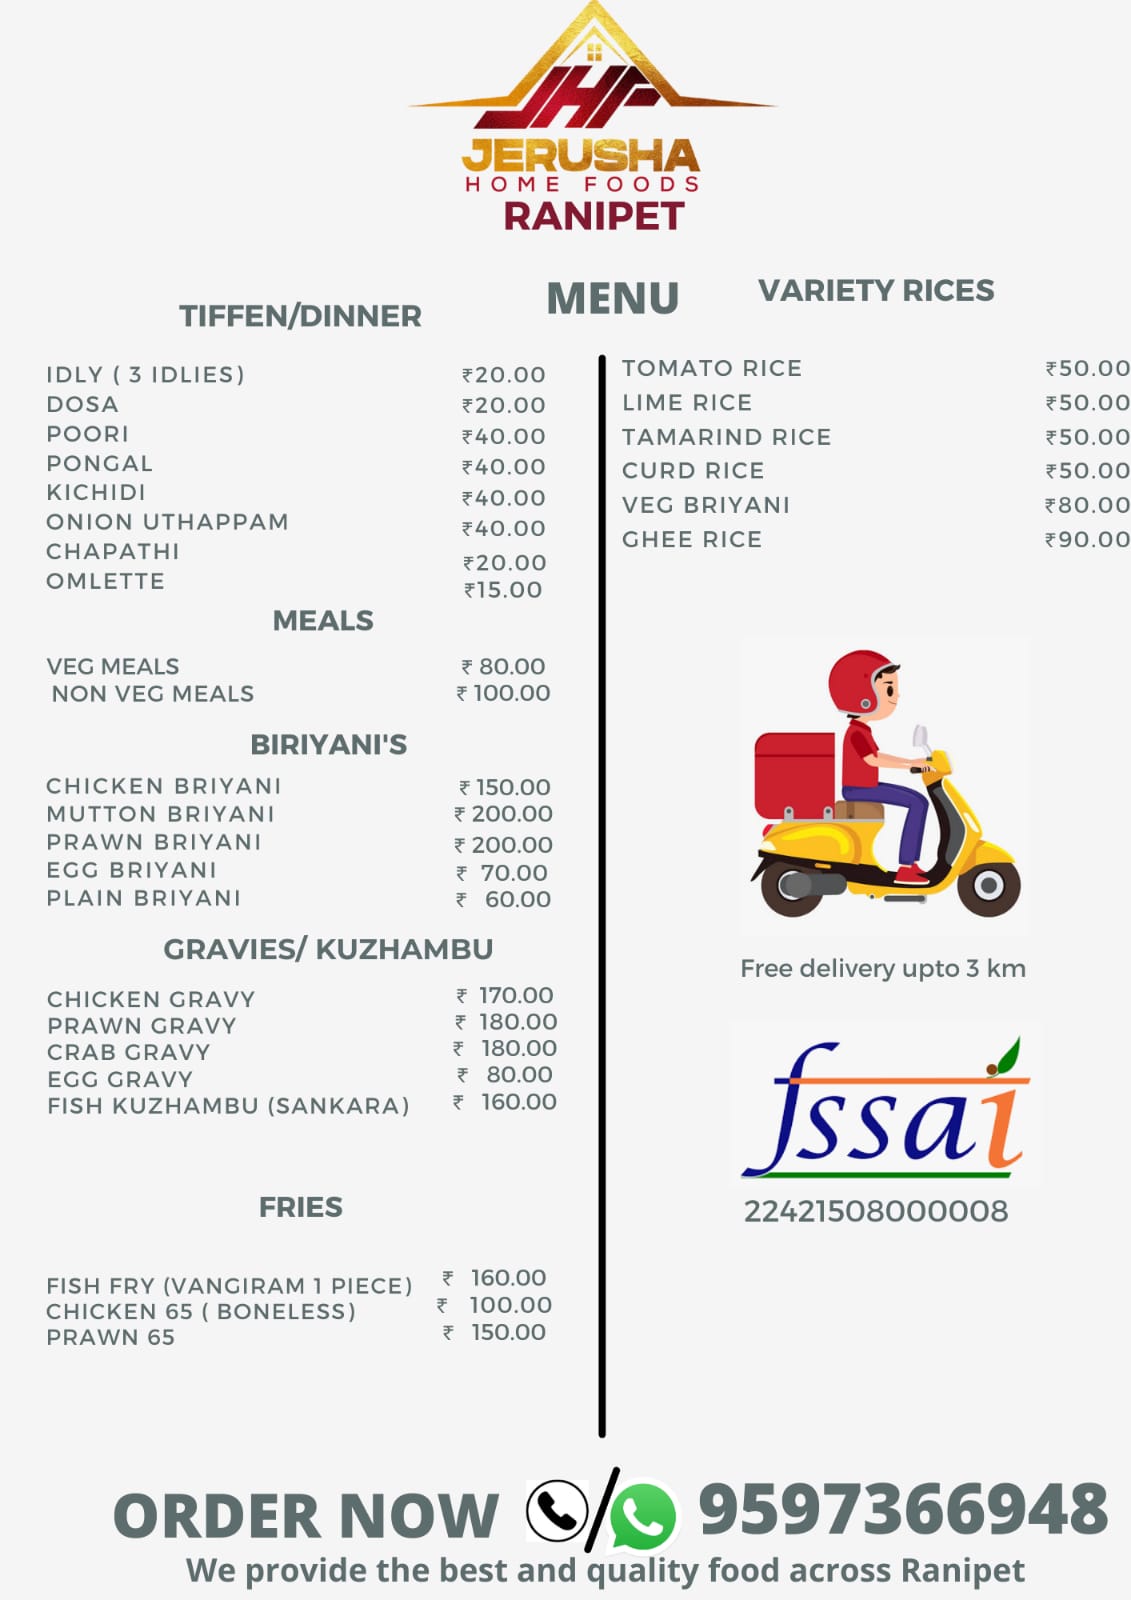 JHF
JERUSHA
HOME FOODS
RANIPET
MENU
TIFFEN/DINNER
IDLY ( 3 IDLIES) ₹20.00
DOSA ₹20.00
POORI ₹40.00
PONGAL ₹40.00
KICHIDI ₹40.00
ONION UTHAPPAM ₹40.00
CHAPATHI ₹20.00
OMLETTE ₹15.00
MEALS
VEG MEALS ₹ 80.00
NON VEG MEALS ₹ 100.00
BIRIYANI'S
CHICKEN BRIYANI ₹ 150.00
MUTTON BRIYANI ₹ 200.00
PRAWN BRIYANI ₹ 200.00
EGG BRIYANI ₹ 70.00
PLAIN BRIYANI ₹ 60.00
GRAVIES/ KUZHAMBU
CHICKEN GRAVY ₹ 170.00
PRAWN GRAVY ₹ 180.00
CRAB GRAVY ₹ 180.00
EGG GRAVY ₹ 80.00
FISH KUZHAMBU (SANKARA) ₹ 160.00
FRIES
FISH FRY (VANGIRAM 1 PIECE) ₹ 160.00
CHICKEN 65 ( BONELESS) ₹ 100.00
PRAWN 65 ₹ 150.00
VARIETY RICES
TOMATO RICE ₹50.00
LIME RICE ₹50.00
TAMARIND RICE ₹50.00
CURD RICE ₹50.00
VEG BRIYANI ₹80.00
GHEE RICE ₹90.00
Free delivery upto 3 km
fssai
22421508000008
ORDER NOW / 9597366948
We provide the best and quality food across Ranipet